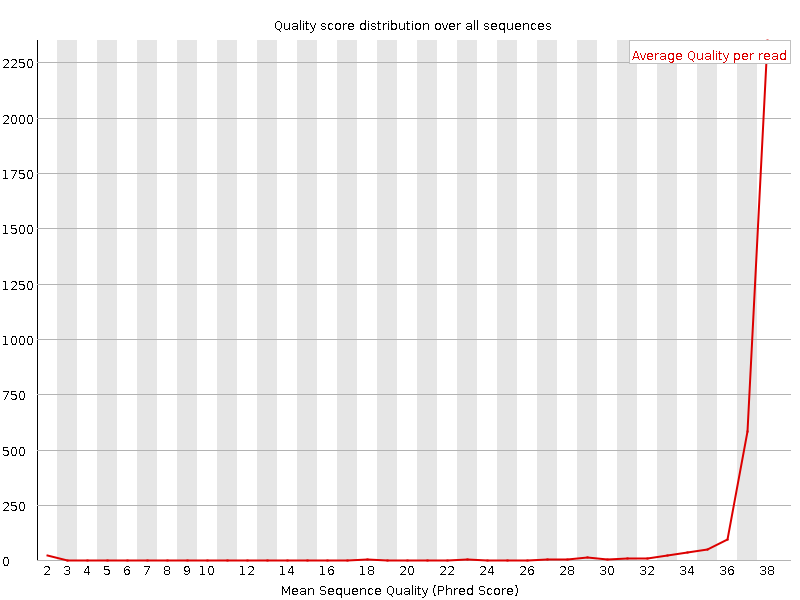 Quality score distribution over all sequences
Average Quality per read
2250
2000
1750
1500
1250
1000
750
500
250
0
2 3 4 5 6 7 8 9 10 12 14 16 18 20 22 24 26 28 30 32 34 36 38
Mean Sequence Quality (Phred Score)